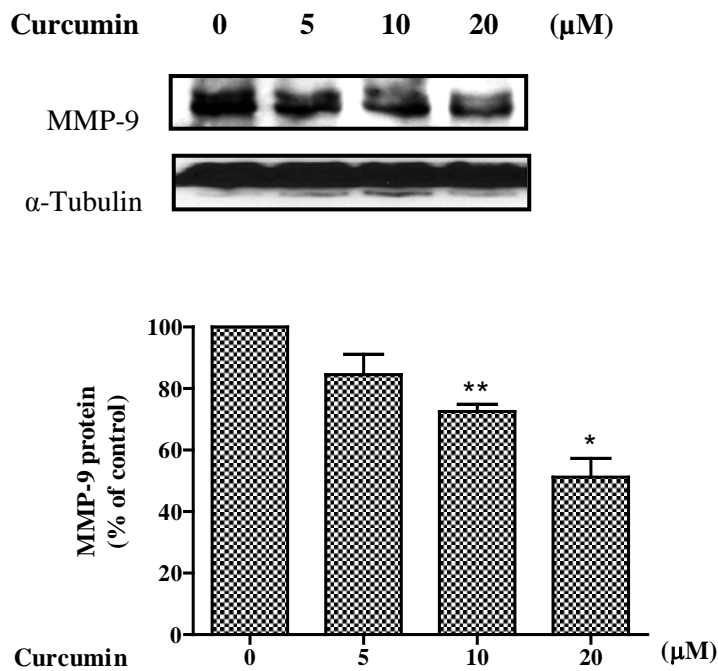 Curcumin 0 5 10 20 (µM)
MMP-9
α-Tubulin
MMP-9 protein
(% of control)
100
80
60
40
20
0
**
*
Curcumin 0 5 10 20 (µM)